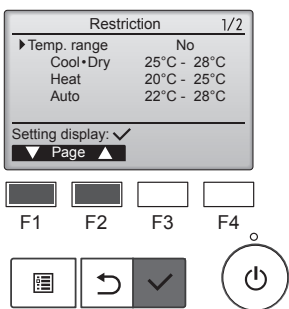 Restriction 1/2
Temp. range No
Cool•Dry 25°C - 28°C
Heat 20°C - 25°C
Auto 22°C - 28°C
Setting display: ✓
▼ Page ▲
F1 F2 F3 F4